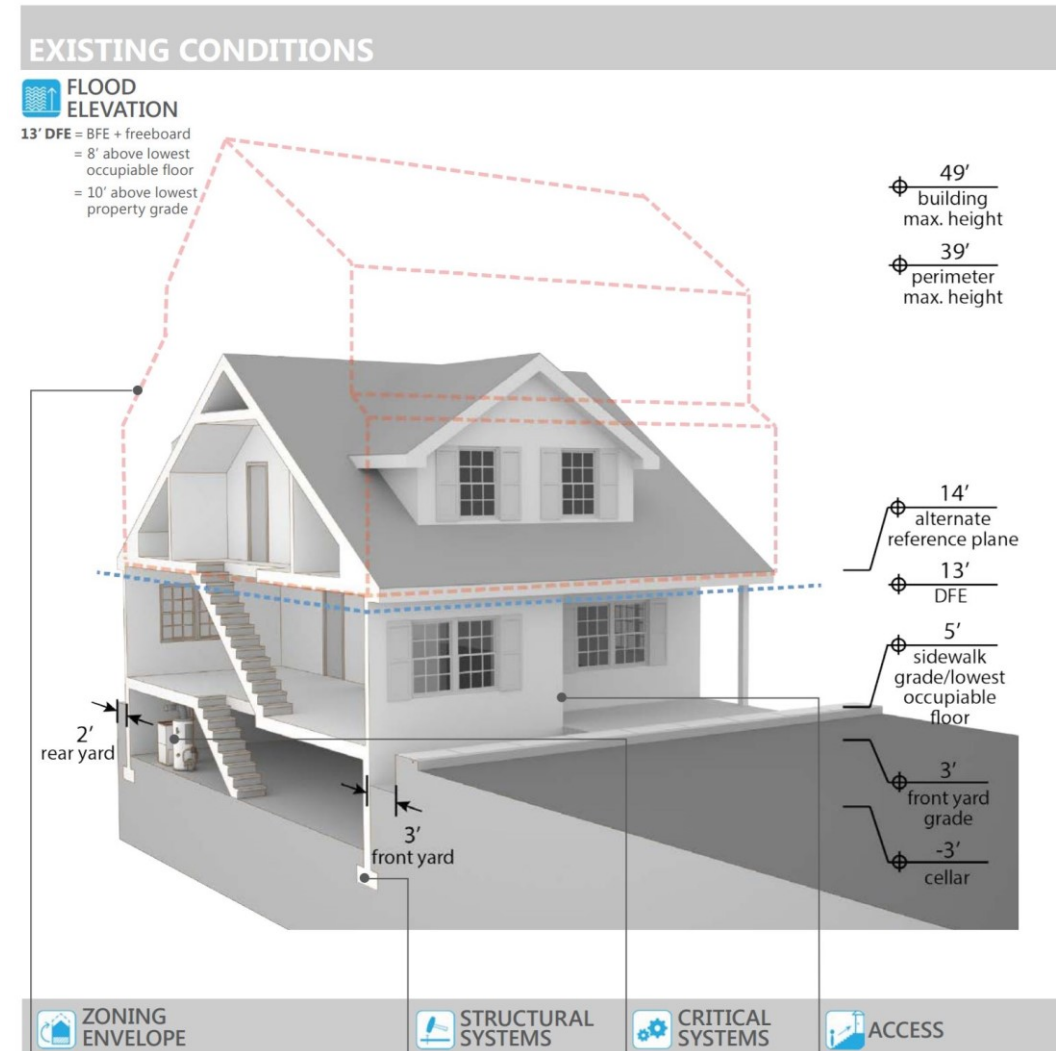 EXISTING CONDITIONS
FLOOD
ELEVATION
13' DFE = BFE + freeboard
= 8' above lowest
occupiable floor
= 10' above lowest
property grade
49'
building
max. height
39'
perimeter
max. height
14'
alternate
reference plane
13'
DFE
5'
sidewalk
grade/lowest
occupiable
floor
2'
rear yard
3'
front yard
grade
3'
front yard
-3'
cellar
ZONING
ENVELOPE
STRUCTURAL
SYSTEMS
CRITICAL
SYSTEMS
ACCESS